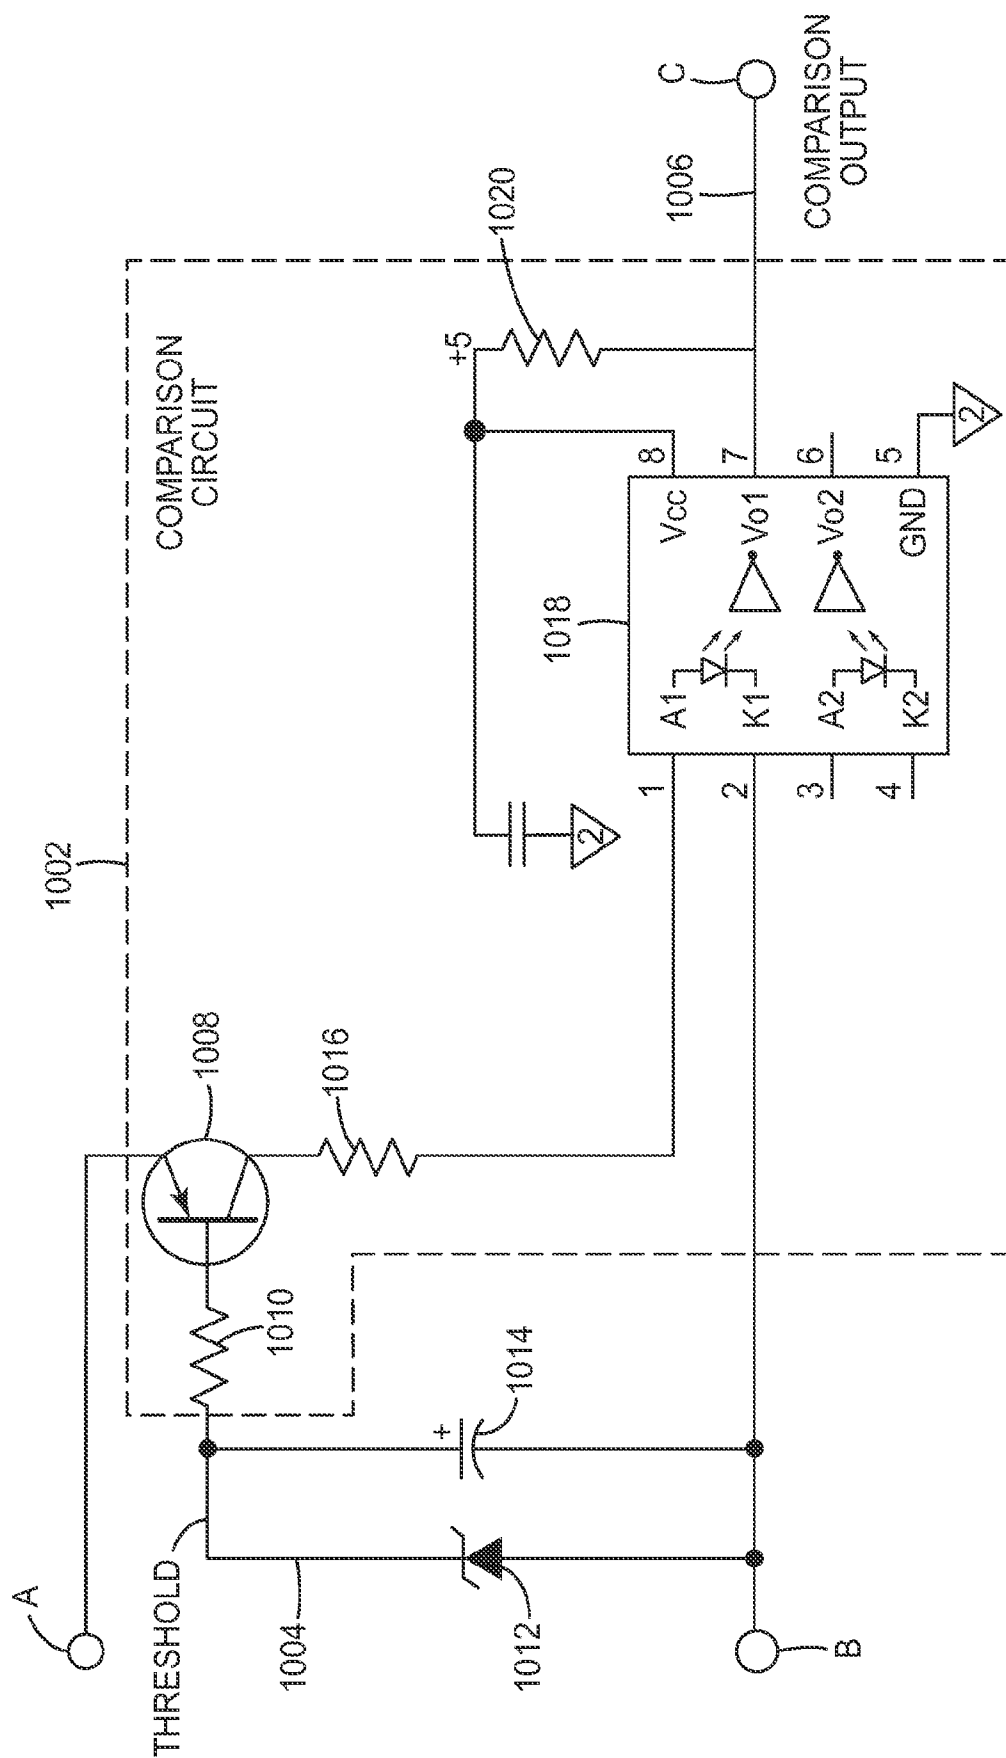 A
THRESHOLD
1004
1012
B
1014
+
1010
1008
1016
1002
COMPARISON
CIRCUIT
2
+5
1020
1018
1
2
3
4
A1
K1
A2
K2
Vcc
Vo1
Vo2
GND
8
7
6
5
2
1006
C
COMPARISON
OUTPUT